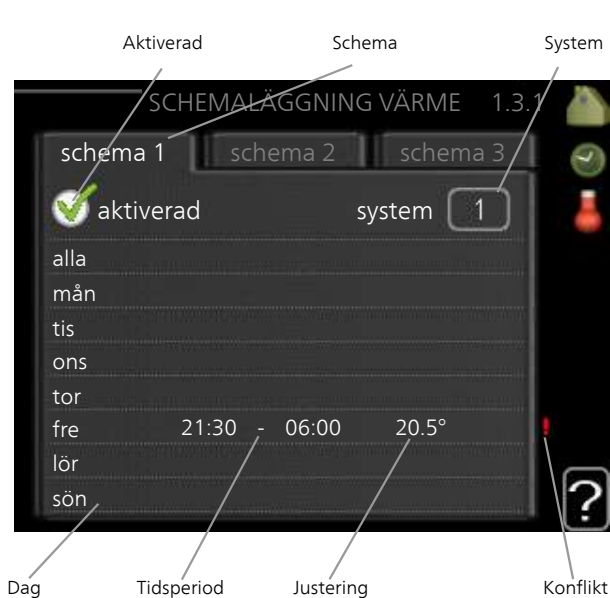 Aktiverad Schema System
SCHEMALÄGGNING VÄRME 1.3.1
schema 1 schema 2 schema 3
aktiverad system 1
alla
mån
tis
ons
tor
fre 21:30 - 06:00 20.5° !
lör
sön
?
Dag Tidsperiod Justering Konflikt